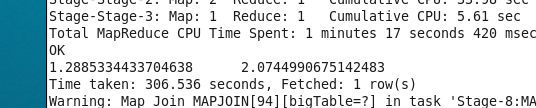 Stage-Stage-2: Map: 2 Reduce: 1 Cumulative CPU: 33.98 sec
Stage-Stage-3: Map: 1 Reduce: 1 Cumulative CPU: 5.61 sec
Total MapReduce CPU Time Spent: 1 minutes 17 seconds 420 msec
OK
1.2885334433704638 2.0744990675142483
Time taken: 306.536 seconds, Fetched: 1 row(s)
Warning: Map Join MAPJOIN[94][bigTable=?] in task 'Stage-8:MA